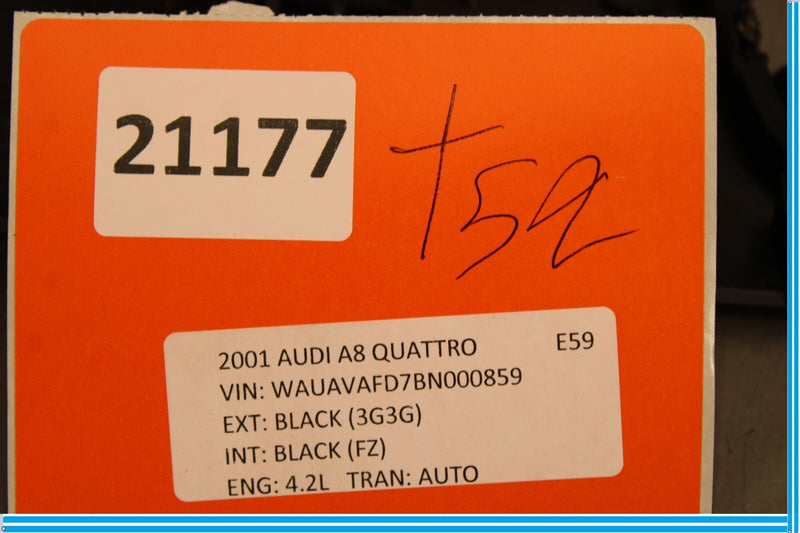 21177
2001 AUDI A8 QUATTRO E59
VIN: WAUAVAFD7BN000859
EXT: BLACK (3G3G)
INT: BLACK (FZ)
ENG: 4.2L TRAN: AUTO